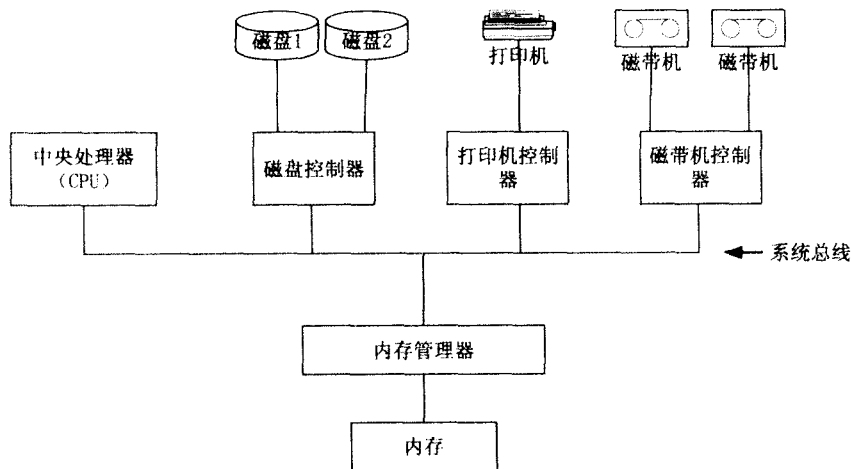 磁盘1
磁盘2
打印机
磁带机
磁带机
中央处理器
(CPU)
磁盘控制器
打印机控制
器
磁带机控制
器
系统总线
内存管理器
内存